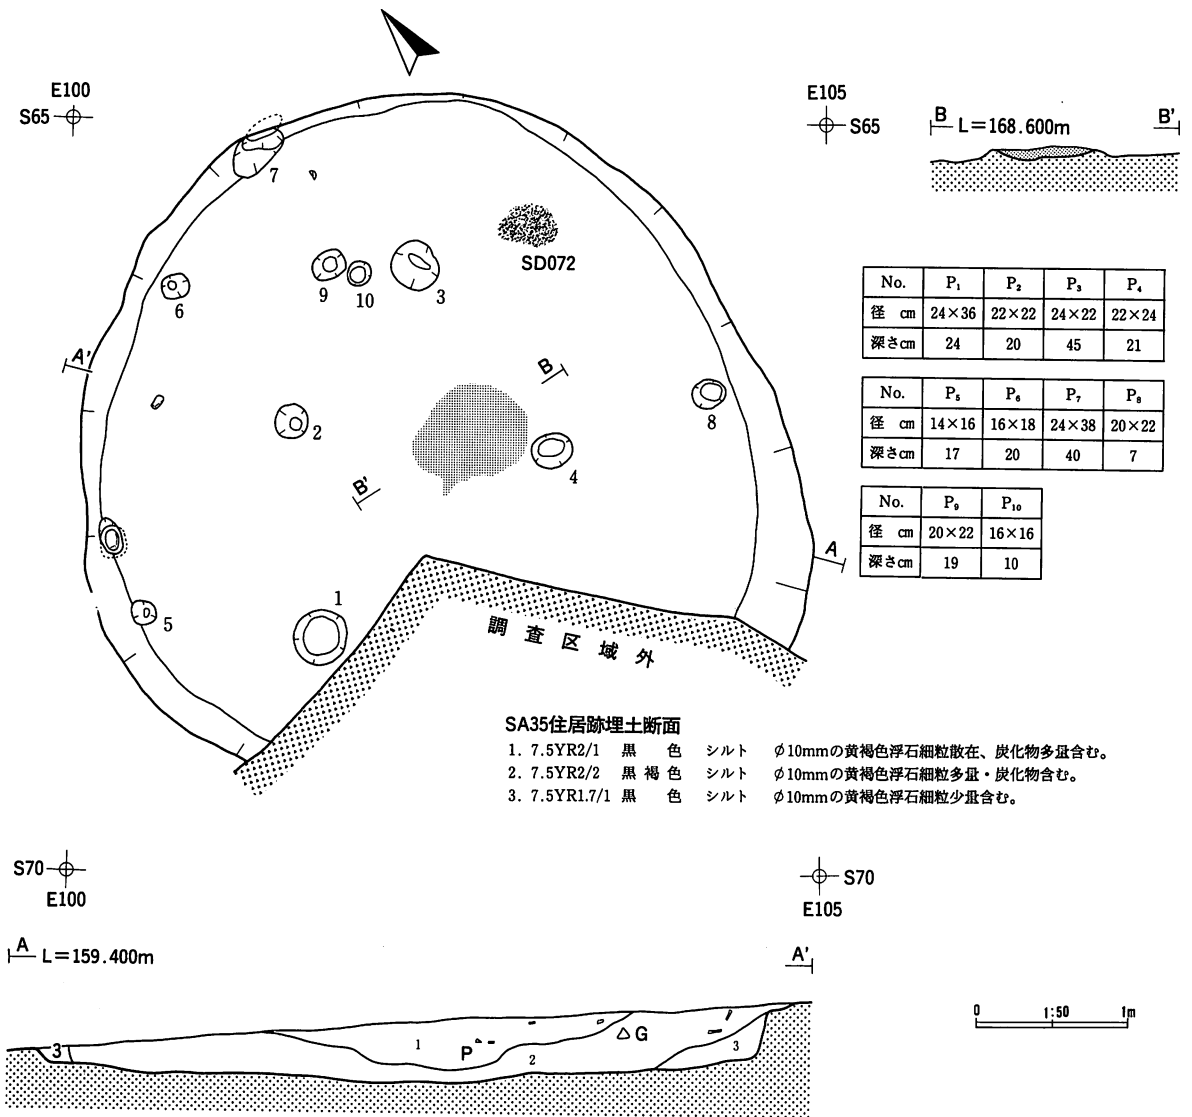 E100
S65
E105
S65
B L=168.600m B'
7
SD072
9
10
3
6
A'
B
2
8
4
B'
A
1
5
調査区域外
No. P₁ P₂ P₃ P₄
径 cm 24×36 22×22 24×22 22×24
深さcm 24 20 45 21
No. P₅ P₆ P₇ P₈
径 cm 14×16 16×18 24×38 20×22
深さcm 17 20 40 7
No. P₉ P₁₀
径 cm 20×22 16×16
深さcm 19 10
SA35住居跡埋土断面
1. 7.5YR2/1 黒 色 シルト φ10mmの黄褐色浮石細粒散在、炭化物多量含む。
2. 7.5YR2/2 黒褐色 シルト φ10mmの黄褐色浮石細粒多量・炭化物含む。
3. 7.5YR1.7/1 黒 色 シルト φ10mmの黄褐色浮石細粒少量含む。
S70
E100
S70
E105
A L=159.400m A'
3
1
P
2
G
3
0 1:50 1m